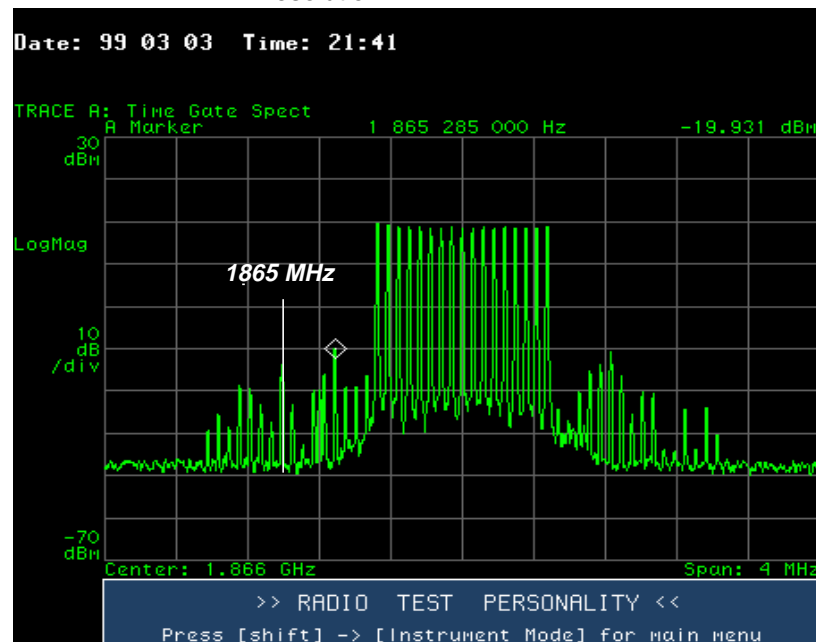 Date: 99 03 03 Time: 21:41
TRACE A: Time Gate Spect
A Marker 1 865 285 000 Hz -19.931 dBm
30
dBm
LogMag
1865 MHz
10
dB
/div
-70
dBm
Center: 1.866 GHz Span: 4 MHz
>> RADIO TEST PERSONALITY <<
Press [shift] -> [Instrument Mode] for main menu